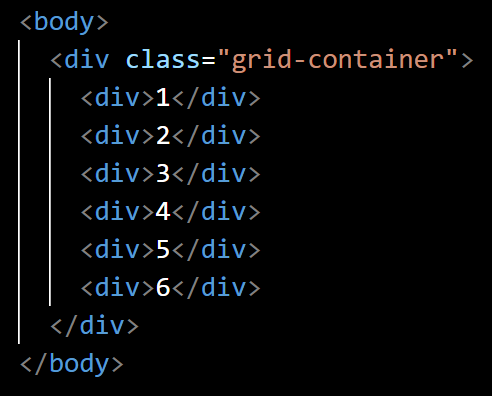 <body>
<div class="grid-container">
<div>1</div>
<div>2</div>
<div>3</div>
<div>4</div>
<div>5</div>
<div>6</div>
</div>
</body>